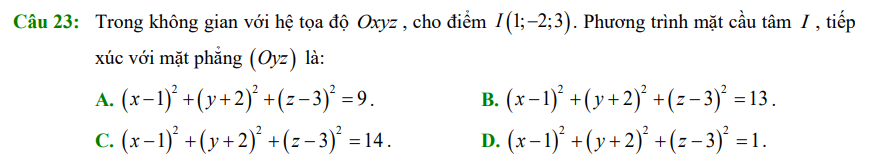 Câu 23: Trong không gian với hệ tọa độ Oxyz , cho điểm I(1;−2;3). Phương trình mặt cầu tâm I , tiếp
xúc với mặt phẳng (Oyz) là:
A. (x−1)² +(y+2)² +(z−3)² =9. B. (x−1)² +(y+2)² +(z−3)² =13.
C. (x−1)² +(y+2)² +(z−3)² =14. D. (x−1)² +(y+2)² +(z−3)² =1.